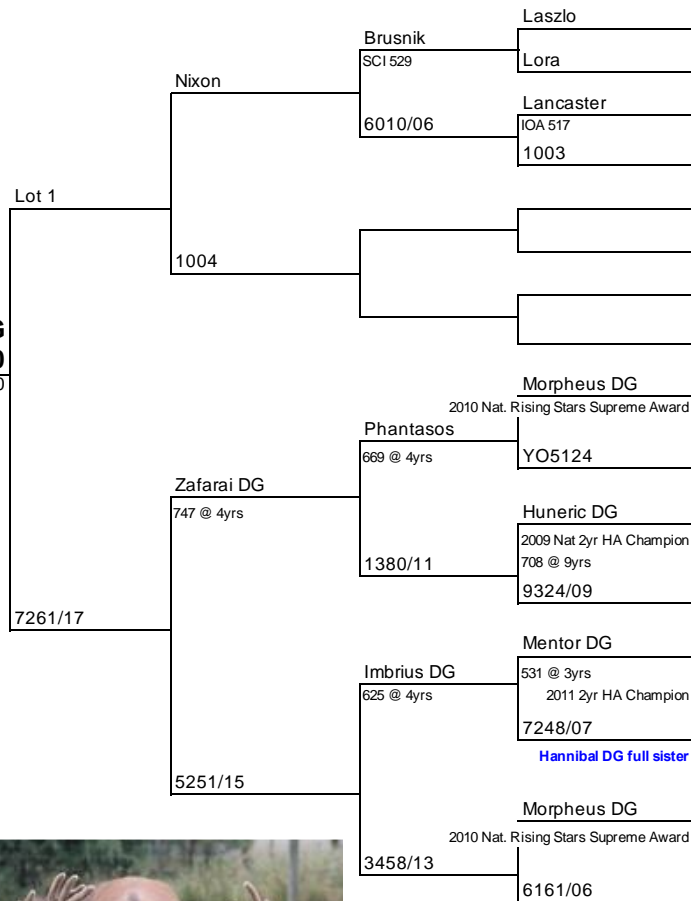 Laszlo
Brusnik
SCI 529
Lora
Nixon
Lancaster
6010/06
IOA 517
1003
Lot 1
1004
G
0
0
Morpheus DG
2010 Nat. Rising Stars Supreme Award
Phantasos
669 @ 4yrs
YO5124
Zafarai DG
747 @ 4yrs
Huneric DG
2009 Nat 2yr HA Champion
1380/11
708 @ 9yrs
9324/09
7261/17
Mentor DG
Imbrius DG
531 @ 3yrs
625 @ 4yrs
2011 2yr HA Champion
7248/07
Hannibal DG full sister
5251/15
Morpheus DG
2010 Nat. Rising Stars Supreme Award
3458/13
6161/06